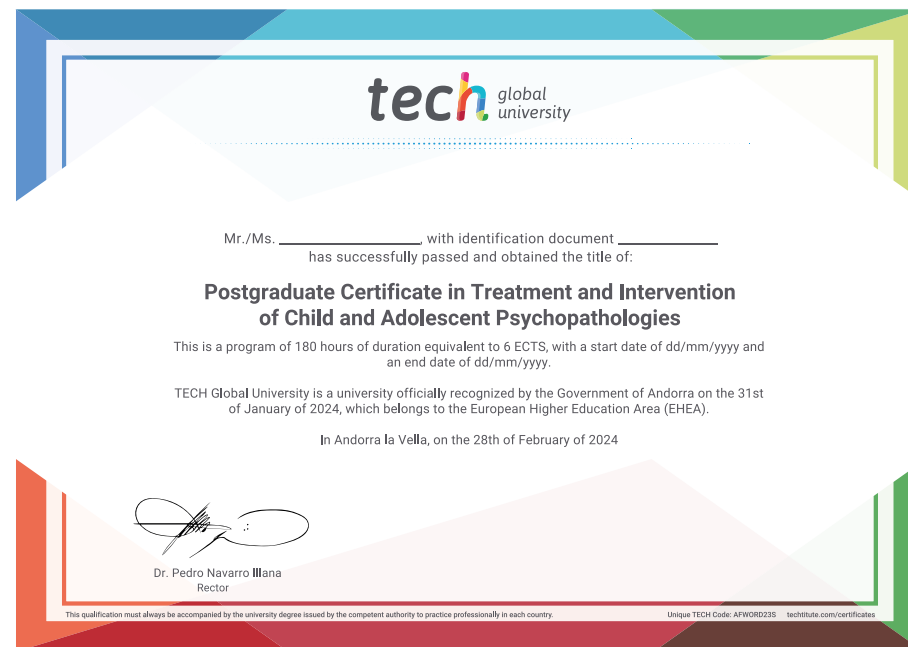 tech global university
Mr./Ms. ____________________, with identification document ______________
has successfully passed and obtained the title of:
Postgraduate Certificate in Treatment and Intervention
of Child and Adolescent Psychopathologies
This is a program of 180 hours of duration equivalent to 6 ECTS, with a start date of dd/mm/yyyy and
an end date of dd/mm/yyyy.
TECH Global University is a university officially recognized by the Government of Andorra on the 31st
of January of 2024, which belongs to the European Higher Education Area (EHEA).
In Andorra la Vella, on the 28th of February of 2024
Dr. Pedro Navarro Illana
Rector
This qualification must always be accompanied by the university degree issued by the competent authority to practice professionally in each country. Unique TECH Code: AFWORD23S techtitute.com/certificates